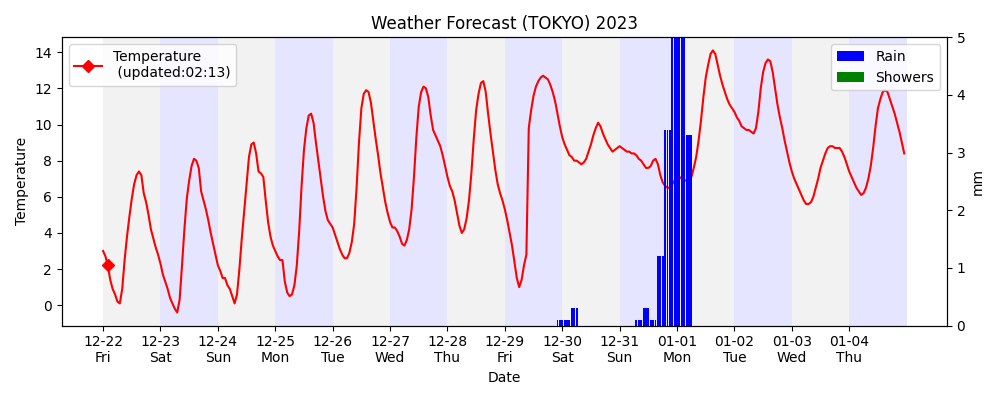 Weather Forecast (TOKYO) 2023
Temperature
(updated:02:13)
Rain
Showers
Temperature
14
12
10
8
6
4
2
0
5
4
3
2
1
0
mm
12-22 12-23 12-24 12-25 12-26 12-27 12-28 12-29 12-30 12-31 01-01 01-02 01-03 01-04
Fri Sat Sun Mon Tue Wed Thu Fri Sat Sun Mon Tue Wed Thu
Date